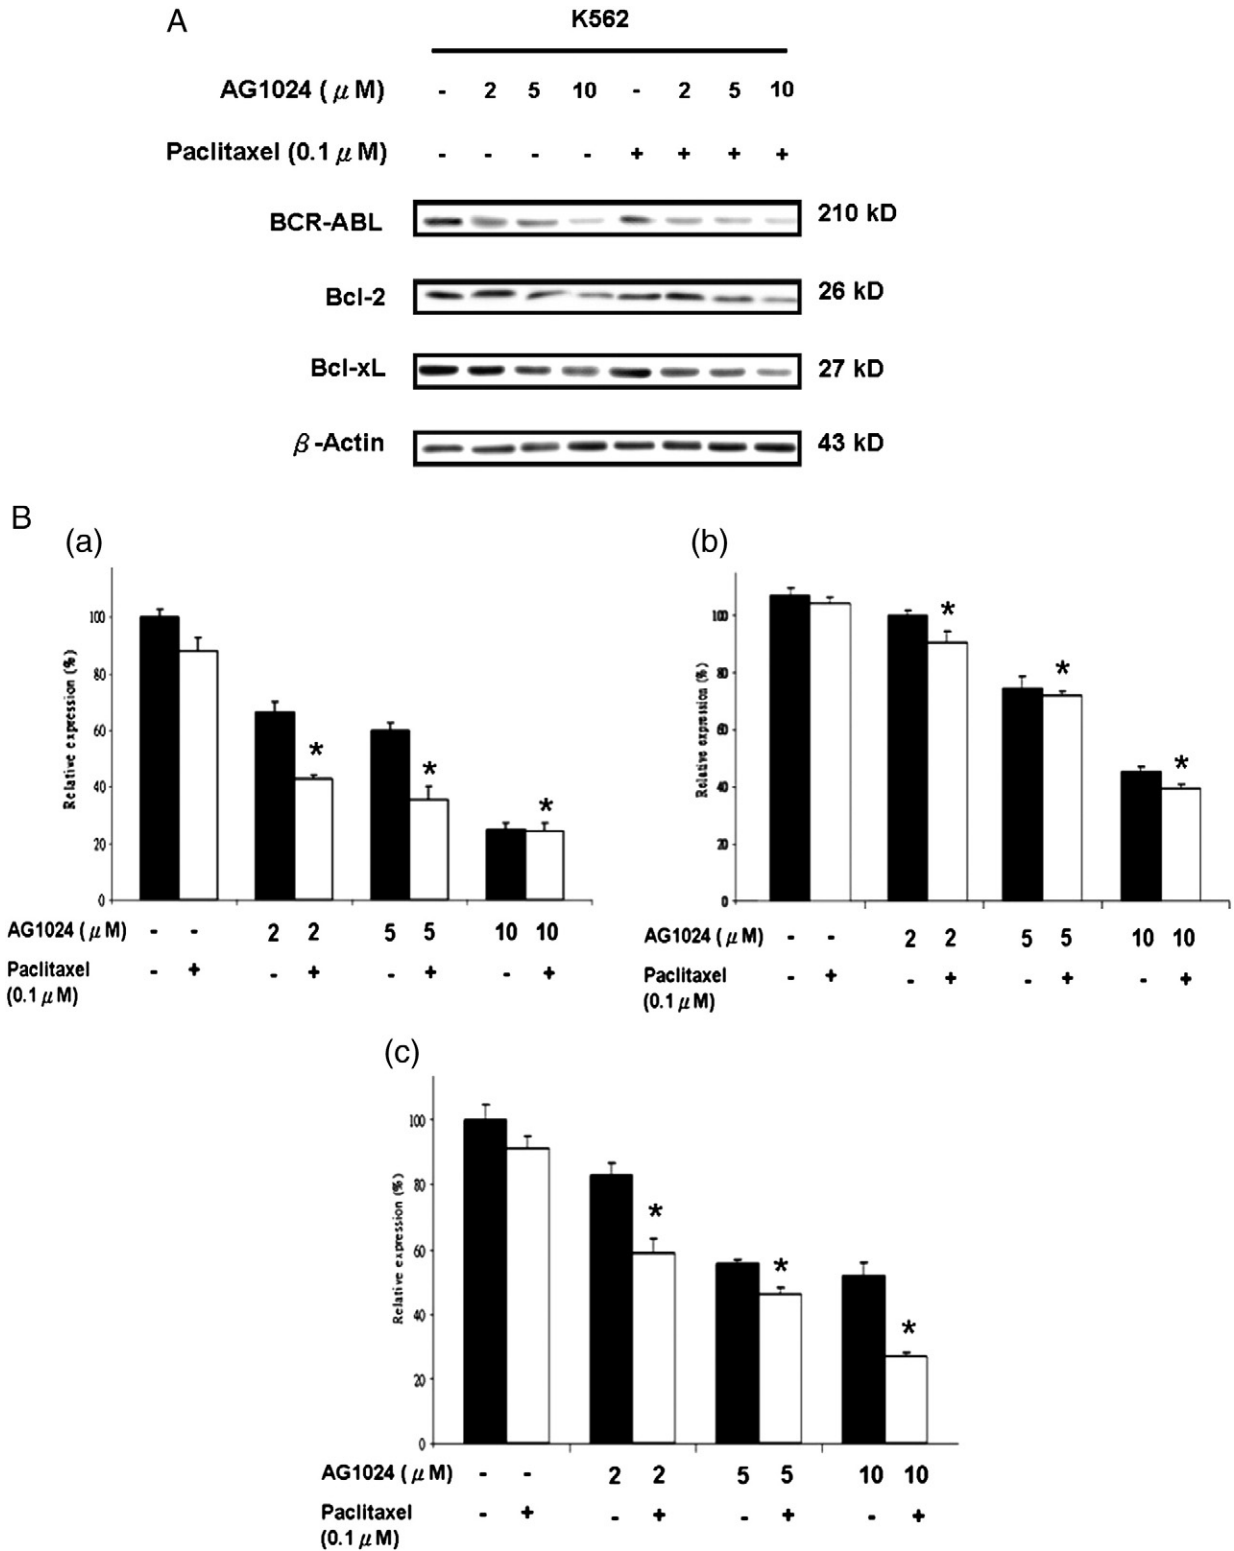 A
K562
AG1024 ( μ M) - 2 5 10 - 2 5 10
Paclitaxel (0.1 μ M) - - - - + + + +
BCR-ABL 210 kD
Bcl-2 26 kD
Bcl-xL 27 kD
β-Actin 43 kD
B
(a)
Relative expression (%)
100
80
60
40
20
0
*
*
*
AG1024 ( μ M) - - 2 2 5 5 10 10
Paclitaxel - + - + - + - +
(0.1 μ M)
(b)
Relative expression (%)
100
80
60
40
20
0
*
*
*
AG1024 ( μ M) - - 2 2 5 5 10 10
Paclitaxel - + - + - + - +
(0.1 μ M)
(c)
Relative expression (%)
100
80
60
40
20
0
*
*
*
AG1024 ( μ M) - - 2 2 5 5 10 10
Paclitaxel - + - + - + - +
(0.1 μ M)